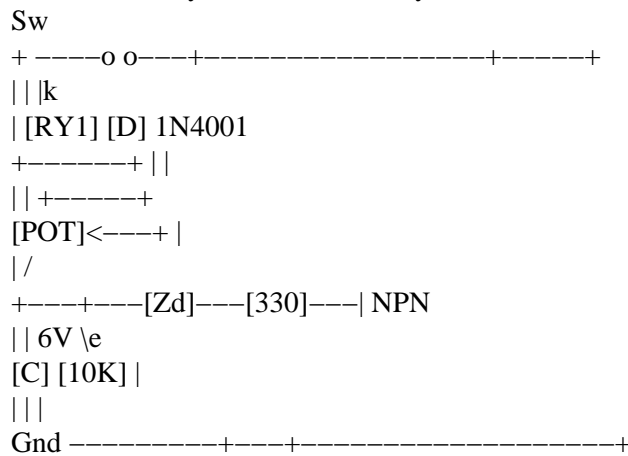 Sw
+ −−−−o o−−−+−−−−−−−−−−−−−−−−−+−−−−−+
| | |k
| [RY1] [D] 1N4001
+−−−−−−+ | |
| | +−−−−−+
[POT]<−−−+ |
| /
+−−−+−−−[Zd]−−−[330]−−−| NPN
| | 6V \e
[C] [10K] |
| | |
Gnd −−−−−−−−−+−−−+−−−−−−−−−−−−−−−−−−−+